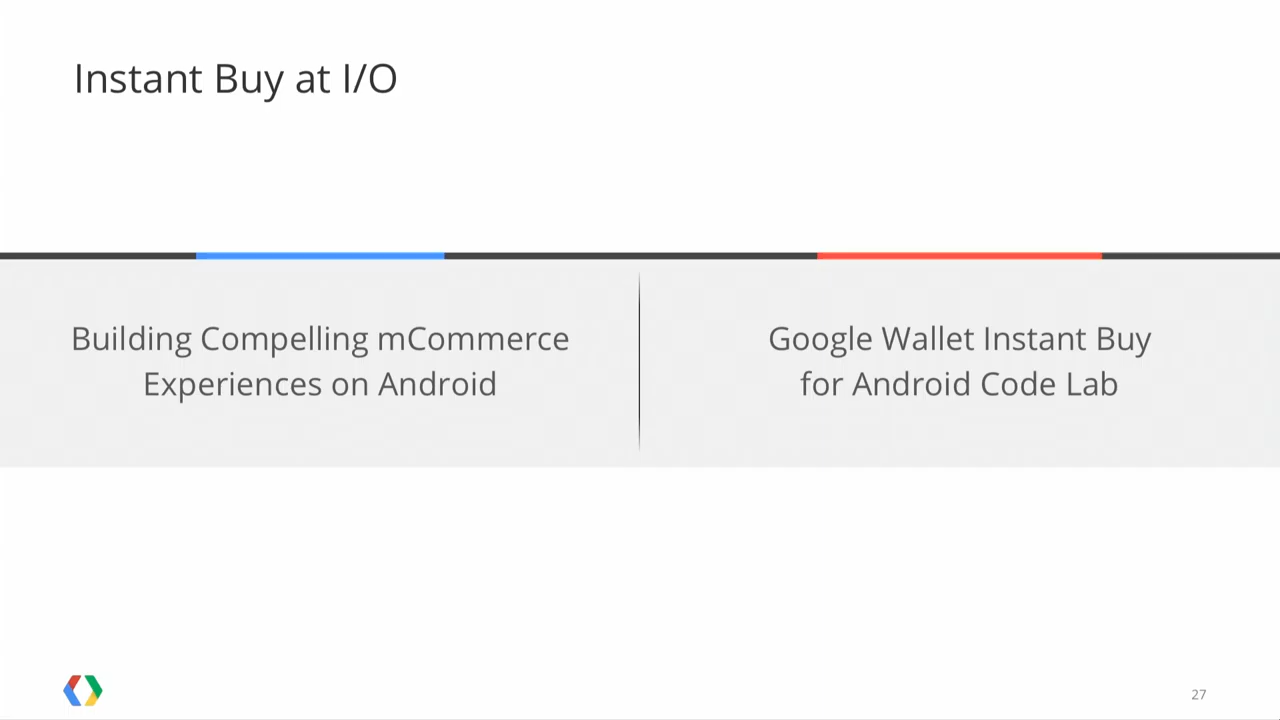 Instant Buy at I/O
Building Compelling mCommerce
Experiences on Android
Google Wallet Instant Buy
for Android Code Lab
27